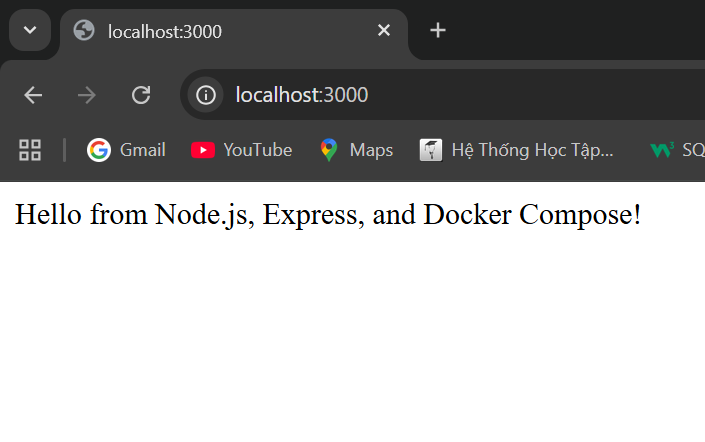 localhost:3000
localhost:3000
Gmail YouTube Maps Hệ Thống Học Tập... SQ
Hello from Node.js, Express, and Docker Compose!